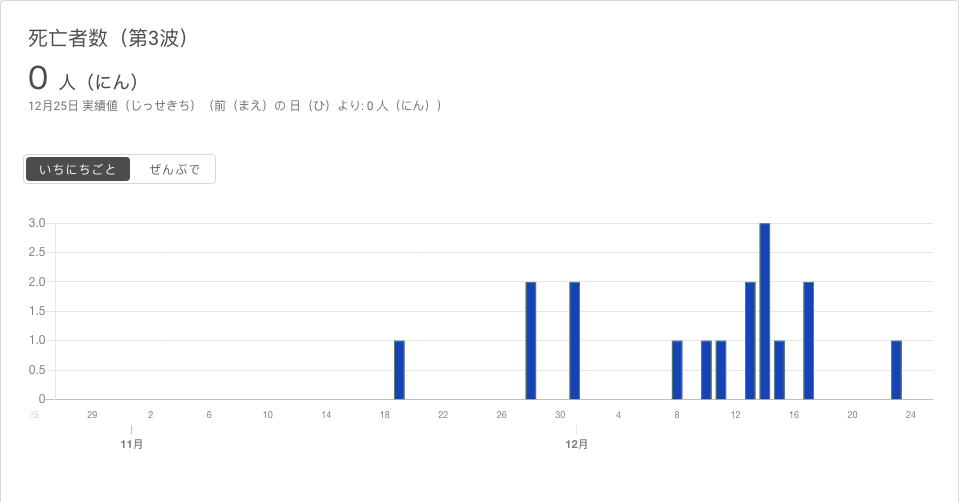 死亡者数（第3波）
0 人（にん）
12月25日 実績値（じっせきち）（前（まえ）の 日（ひ）より: 0 人（にん））
いちにちごと ぜんぶで
3.0
2.5
2.0
1.5
1.0
0.5
0
25 29 2 6 10 14 18 22 26 30 4 8 12 16 20 24
11月 12月